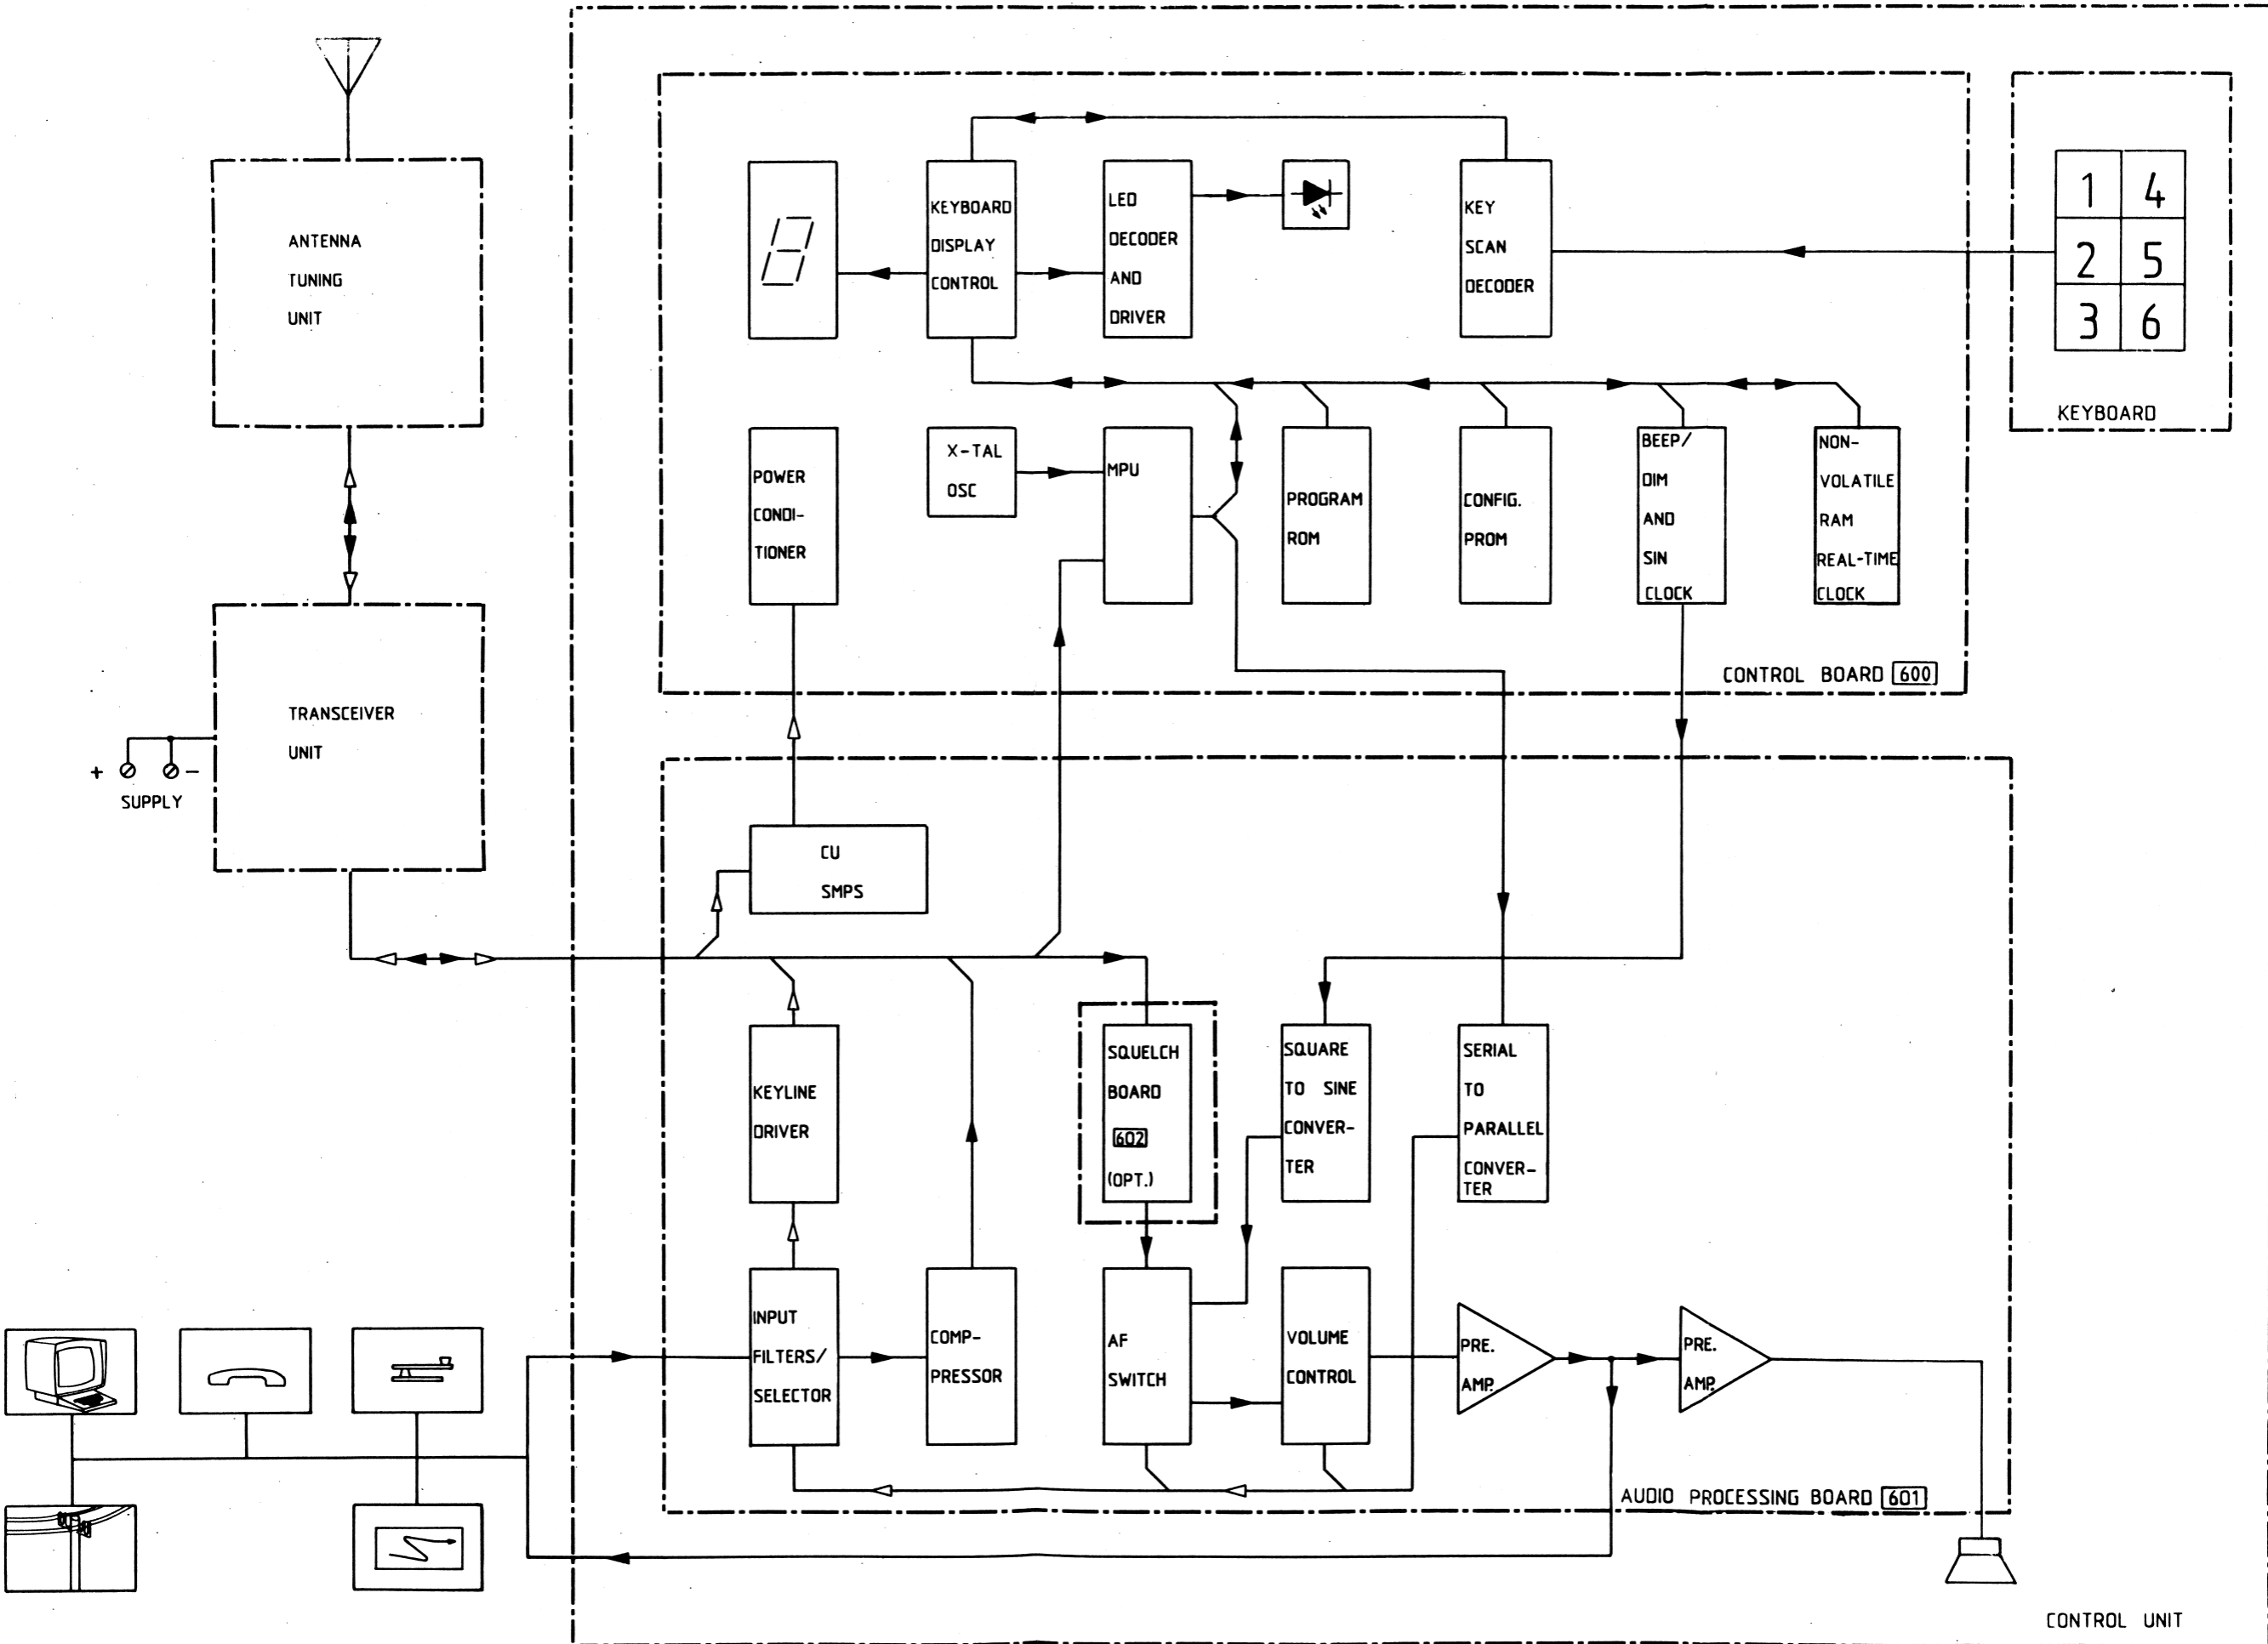 ANTENNA
TUNING
UNIT
TRANSCEIVER
UNIT
+ -
SUPPLY
KEYBOARD
DISPLAY
CONTROL
LED
DECODER
AND
DRIVER
KEY
SCAN
DECODER
1 4
2 5
3 6
KEYBOARD
POWER
CONDI-
TIONER
X-TAL
OSC
MPU
PROGRAM
ROM
CONFIG.
PROM
BEEP/
DIM
AND
SIN
CLOCK
NON-
VOLATILE
RAM
REAL-TIME
CLOCK
CONTROL BOARD 600
CU
SMPS
KEYLINE
DRIVER
SQUELCH
BOARD
602
(OPT.)
SQUARE
TO SINE
CONVER-
TER
SERIAL
TO
PARALLEL
CONVER-
TER
INPUT
FILTERS/
SELECTOR
COMP-
PRESSOR
AF
SWITCH
VOLUME
CONTROL
PRE.
AMP.
PRE.
AMP.
AUDIO PROCESSING BOARD 601
CONTROL UNIT